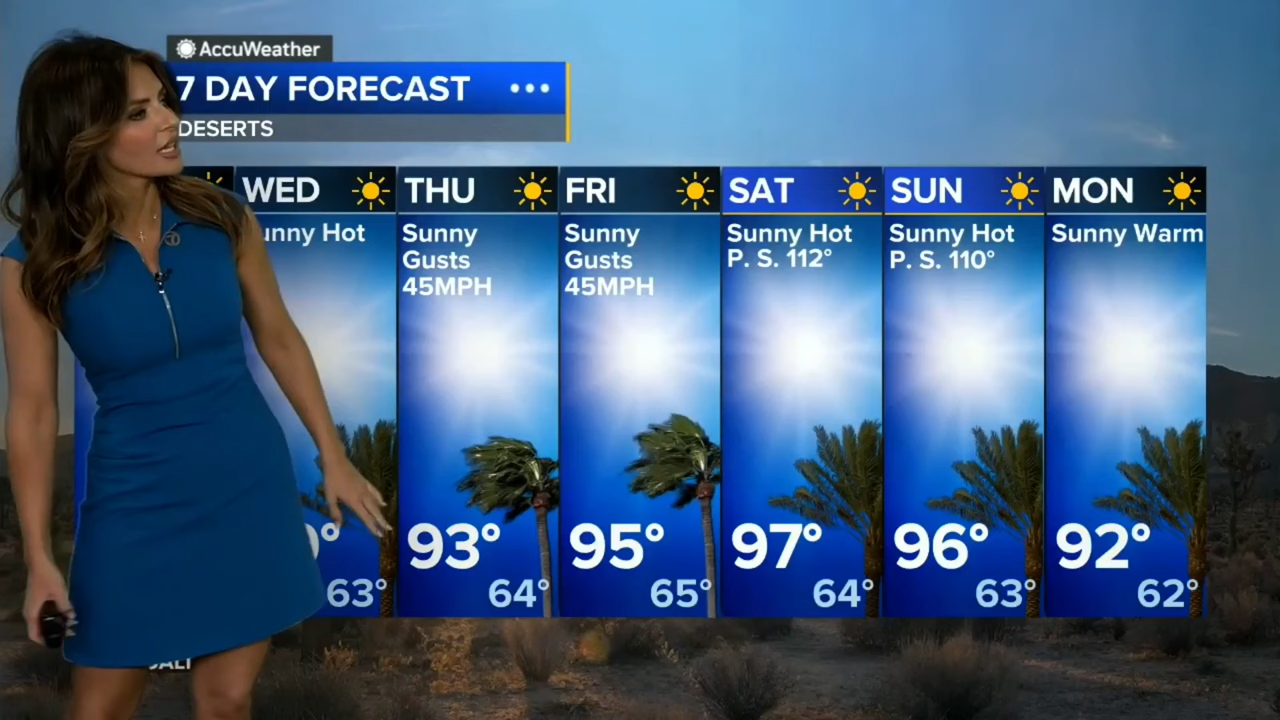 AccuWeather
7 DAY FORECAST
DESERTS
WED
THU
FRI
SAT
SUN
MON
Hot
Sunny
Gusts
45MPH
Sunny
Gusts
45MPH
Sunny Hot
P. S. 112°
Sunny Hot
P. S. 110°
Sunny Warm
93°
95°
97°
96°
92°
63°
64°
65°
64°
63°
62°